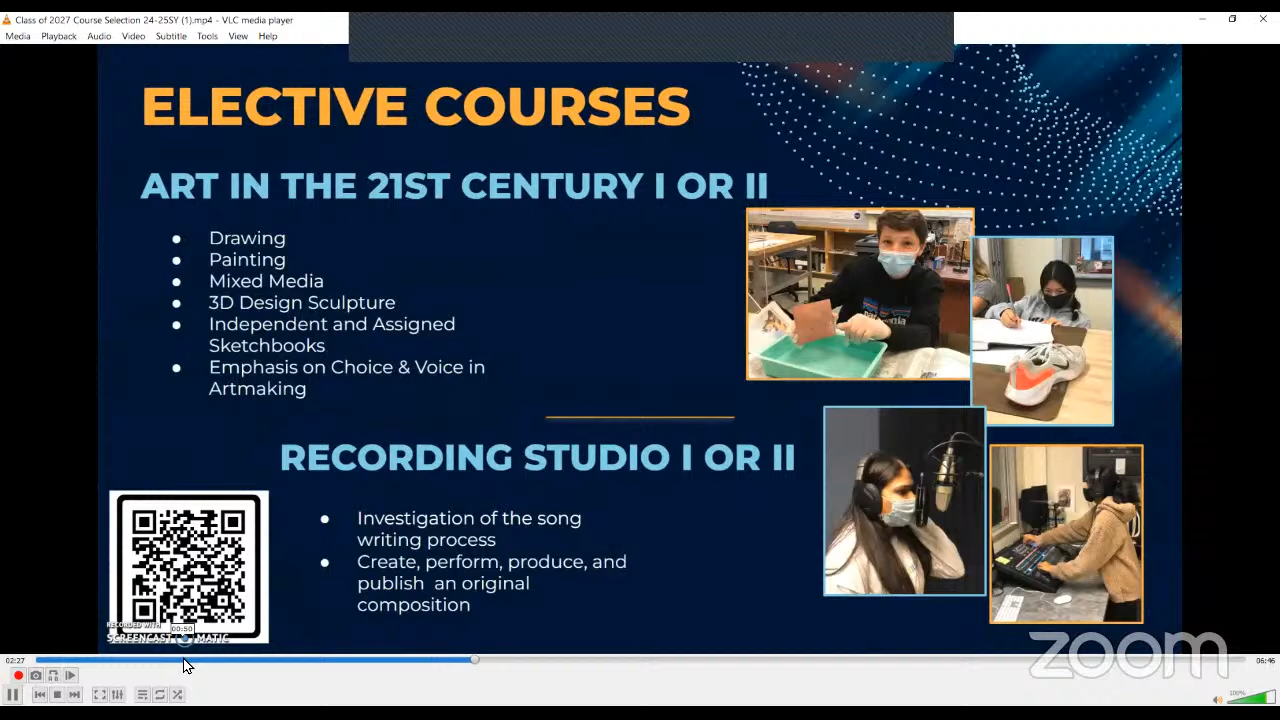 Class of 2027 Course Selection 24-25SY (1).mp4 - VLC media player
Media Playback Audio Video Subtitle Tools View Help
ELECTIVE COURSES
ART IN THE 21ST CENTURY I OR II
● Drawing
● Painting
● Mixed Media
● 3D Design Sculpture
● Independent and Assigned
Sketchbooks
● Emphasis on Choice & Voice in
Artmaking
RECORDING STUDIO I OR II
● Investigation of the song
writing process
● Create, perform, produce, and
publish an original
composition
RECORDED WITH
SCREENCAST MATIC
00:50
zoom
02:27
06:46
100%